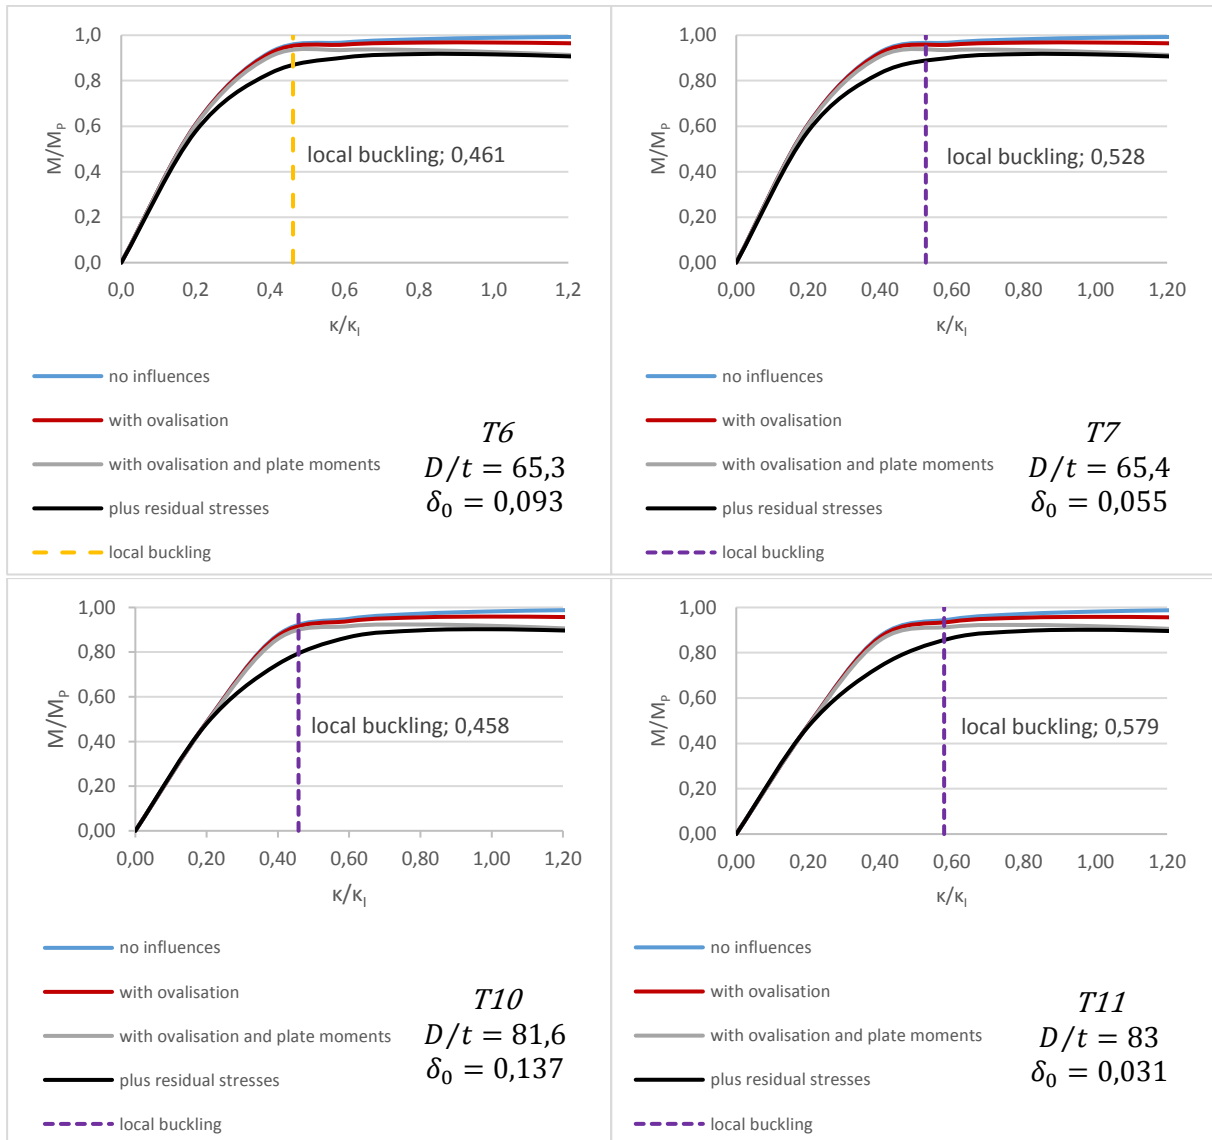 1,0
0,8
0,6
0,4
0,2
0,0
M/Mₚ
local buckling; 0,461
0,0 0,2 0,4 0,6 0,8 1,0 1,2
κ/κₗ
no influences
with ovalisation
with ovalisation and plate moments
plus residual stresses
local buckling
T6
D/t = 65,3
δ₀ = 0,093
1,00
0,80
0,60
0,40
0,20
0,00
M/Mₚ
local buckling; 0,528
0,00 0,20 0,40 0,60 0,80 1,00 1,20
κ/κₗ
no influences
with ovalisation
with ovalisation and plate moments
plus residual stresses
local buckling
T7
D/t = 65,4
δ₀ = 0,055
1,00
0,80
0,60
0,40
0,20
0,00
M/Mₚ
local buckling; 0,458
0,00 0,20 0,40 0,60 0,80 1,00 1,20
κ/κₗ
no influences
with ovalisation
with ovalisation and plate moments
plus residual stresses
local buckling
T10
D/t = 81,6
δ₀ = 0,137
1,00
0,80
0,60
0,40
0,20
0,00
M/Mₚ
local buckling; 0,579
0,00 0,20 0,40 0,60 0,80 1,00 1,20
κ/κₗ
no influences
with ovalisation
with ovalisation and plate moments
plus residual stresses
local buckling
T11
D/t = 83
δ₀ = 0,031